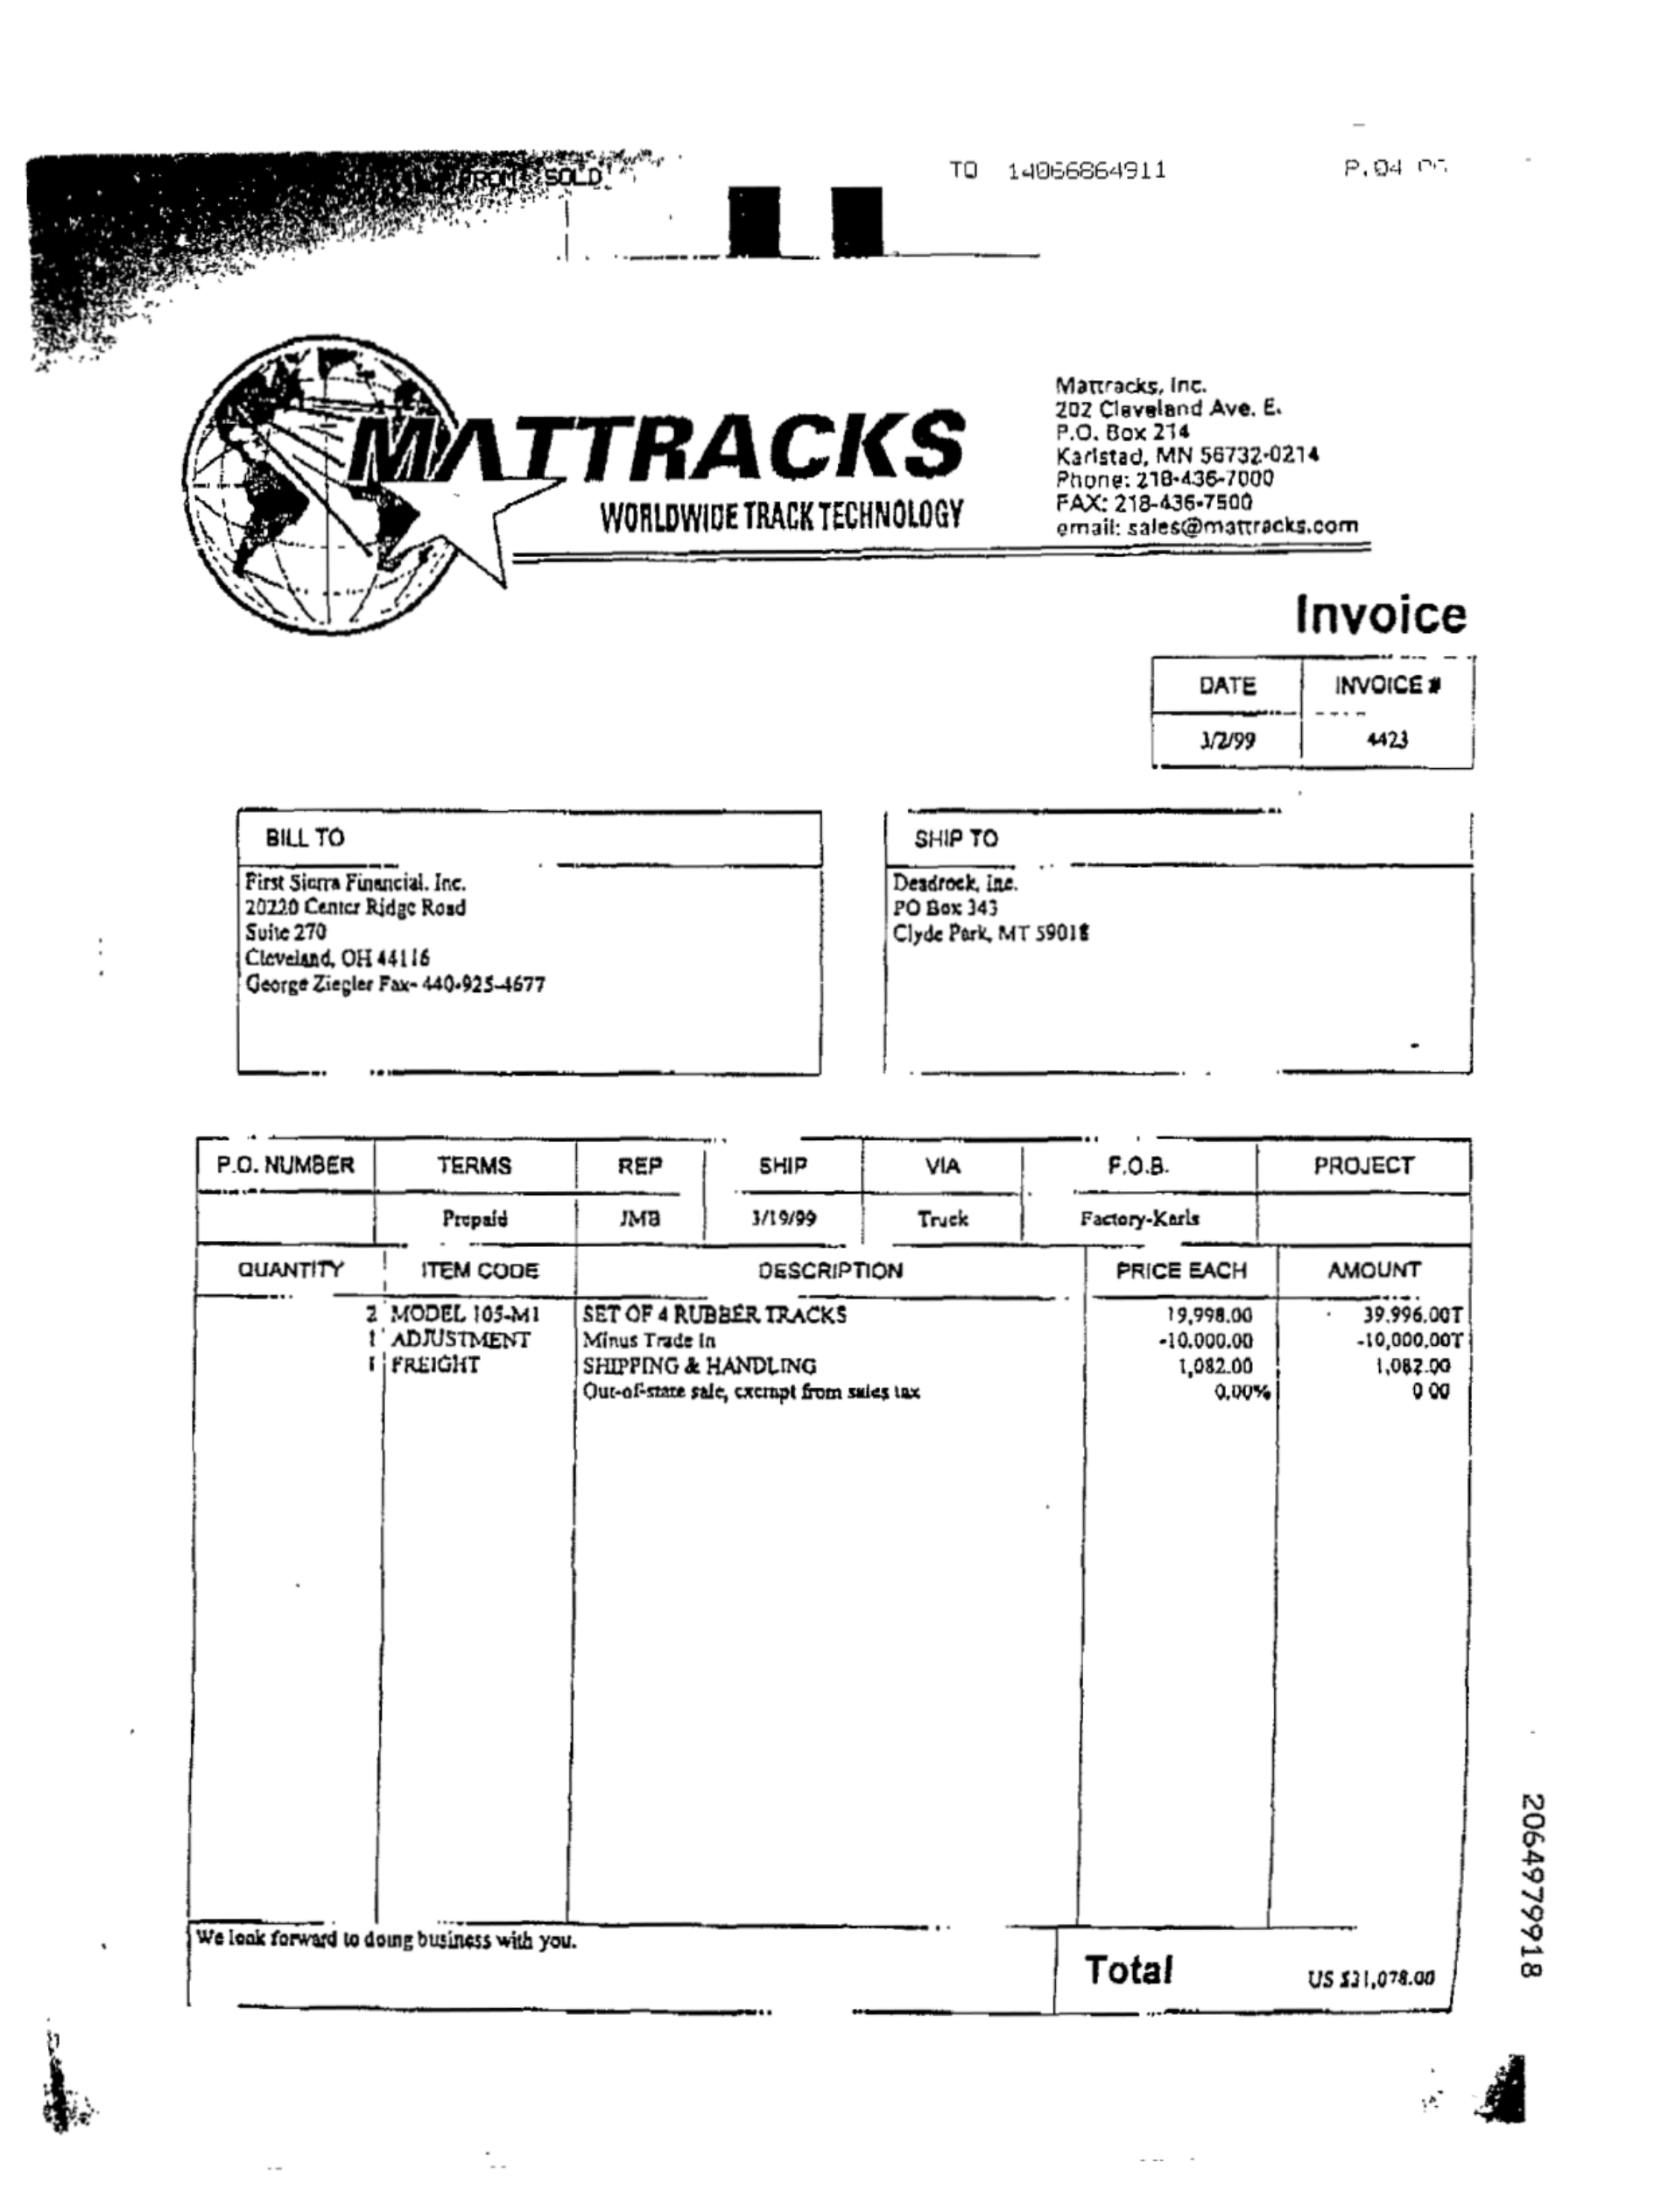 FROM SOLD TO 14066864911 P.04
MATTRACKS
WORLDWIDE TRACK TECHNOLOGY
Mattracks, Inc.
202 Cleveland Ave. E.
P.O. Box 214
Karlstad, MN 56732-0214
Phone: 218-436-7000
FAX: 218-436-7500
email: sales@mattracks.com
Invoice
DATE INVOICE #
3/2/99 4423
BILL TO
First Sierra Financial, Inc.
20220 Center Ridge Road
Suite 270
Cleveland, OH 44116
George Ziegler Fax- 440-925-4677
SHIP TO
Deadrock, Inc.
PO Box 343
Clyde Park, MT 59018
P.O. NUMBER TERMS REP SHIP VIA F.O.B. PROJECT
Prepaid JMB 3/19/99 Truck Factory-Karls
QUANTITY ITEM CODE DESCRIPTION PRICE EACH AMOUNT
2 MODEL 105-M1 SET OF 4 RUBBER TRACKS 19,998.00 39,996.00T
1 ADJUSTMENT Minus Trade In -10,000.00 -10,000.00T
1 FREIGHT SHIPPING & HANDLING 1,082.00 1,082.00
Out-of-state sale, exempt from sales tax 0.00% 0.00
We look forward to doing business with you.
Total US $31,078.00
2064979918